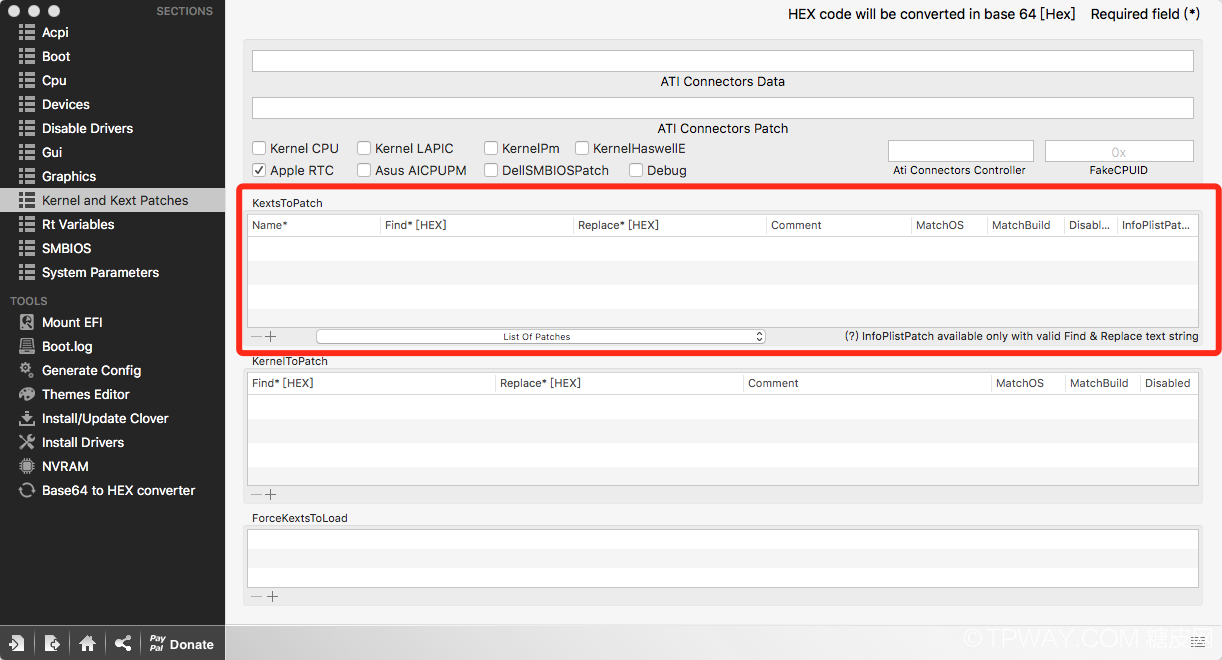 SECTIONS
Acpi
Boot
Cpu
Devices
Disable Drivers
Gui
Graphics
Kernel and Kext Patches
Rt Variables
SMBIOS
System Parameters
TOOLS
Mount EFI
Boot.log
Generate Config
Themes Editor
Install/Update Clover
Install Drivers
NVRAM
Base64 to HEX converter
Pay
Pal Donate
HEX code will be converted in base 64 [Hex] Required field (*)
ATI Connectors Data
ATI Connectors Patch
Kernel CPU Kernel LAPIC KernelPm KernelHaswellE
Apple RTC Asus AICPUPM DellSMBIOSPatch Debug
0x
Ati Connectors Controller FakeCPUID
KextsToPatch
Name* Find* [HEX] Replace* [HEX] Comment MatchOS MatchBuild Disabl... InfoPlistPat...
List Of Patches (?) InfoPlistPatch available only with valid Find & Replace text string
KernelToPatch
Find* [HEX] Replace* [HEX] Comment MatchOS MatchBuild Disabled
ForceKextsToLoad
©TPWAY.COM